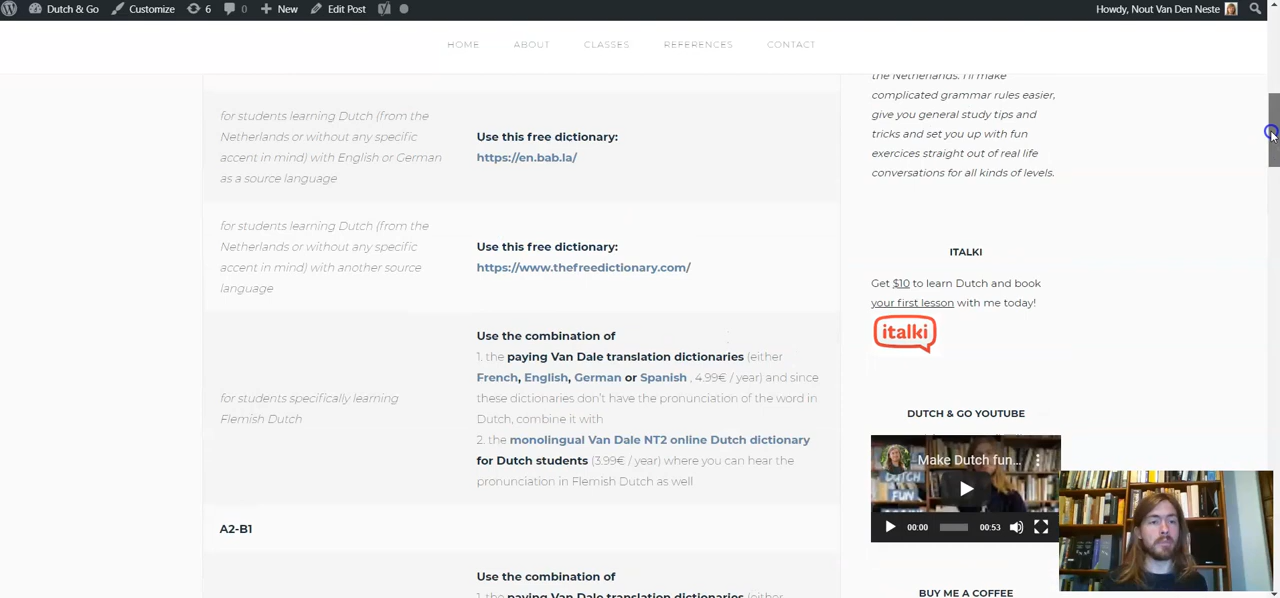 Dutch & Go
Customize
6
0
New
Edit Post
Howdy, Nout Van Den Neste
HOME
ABOUT
CLASSES
REFERENCES
CONTACT
for students learning Dutch (from the
Netherlands or without any specific
accent in mind) with English or German
as a source language
Use this free dictionary:
https://en.bab.la/
for students learning Dutch (from the
Netherlands or without any specific
accent in mind) with another source
language
Use this free dictionary:
https://www.thefreedictionary.com/
for students specifically learning
Flemish Dutch
Use the combination of
1. the paying Van Dale translation dictionaries (either
French, English, German or Spanish , 4.99€ / year) and since
these dictionaries don't have the pronunciation of the word in
Dutch, combine it with
2. the monolingual Van Dale NT2 online Dutch dictionary
for Dutch students (3.99€ / year) where you can hear the
pronunciation in Flemish Dutch as well
A2-B1
Use the combination of
1. the paying Van Dale translation dictionaries (either
the Netherlands. I'll make
complicated grammar rules easier,
give you general study tips and
tricks and set you up with fun
exercices straight out of real life
conversations for all kinds of levels.
ITALKI
Get $10 to learn Dutch and book
your first lesson with me today!
italki
DUTCH & GO YOUTUBE
Make Dutch fun...
DUTCH
FUN
00:00
00:53
BUY ME A COFFEE